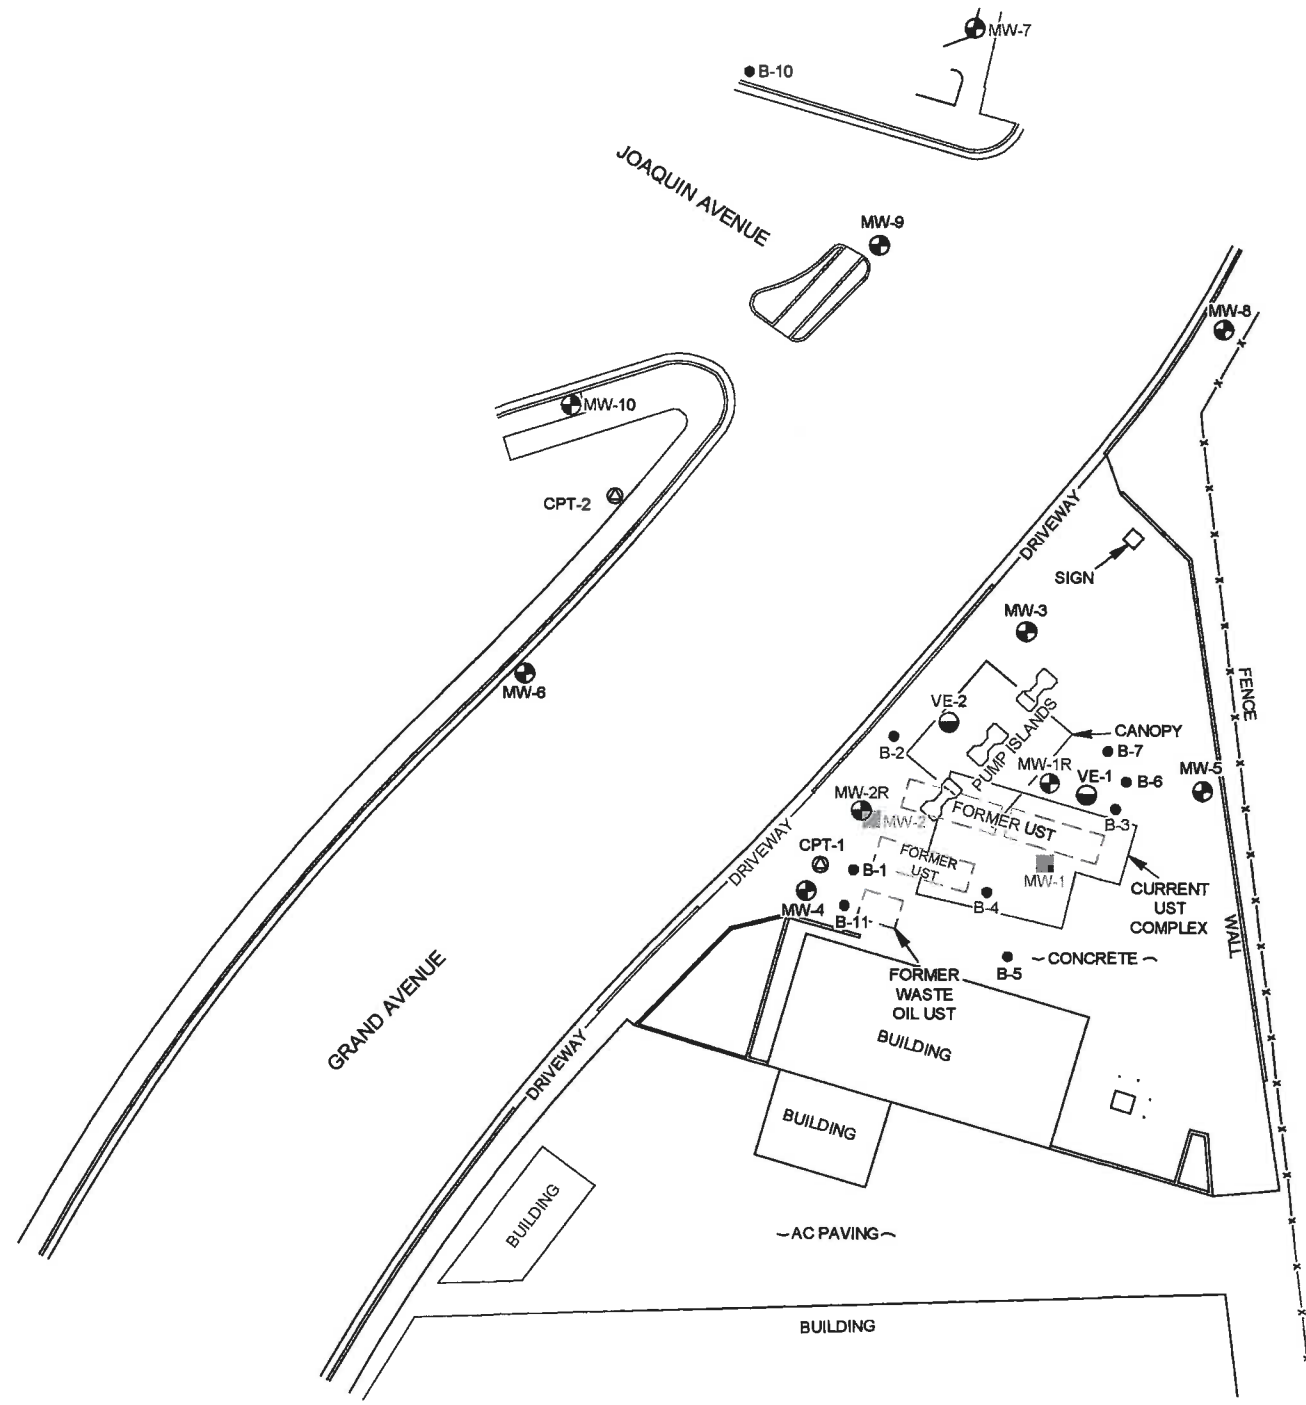 MW-7
B-10
JOAQUIN AVENUE
MW-9
MW-8
MW-10
CPT-2
DRIVEWAY
SIGN
MW-3
MW-6
FENCE
VE-2
PUMP ISLANDS
CANOPY
B-2
B-7
MW-1R
VE-1
B-6
MW-5
MW-2R
MW-2
FORMER UST
B-3
DRIVEWAY
CPT-1
B-1
FORMER
UST
MW-1
CURRENT
UST
COMPLEX
MW-4
B-11
B-4
WALL
GRAND AVENUE
B-5
CONCRETE
FORMER
WASTE
OIL UST
BUILDING
DRIVEWAY
BUILDING
BUILDING
AC PAVING
BUILDING